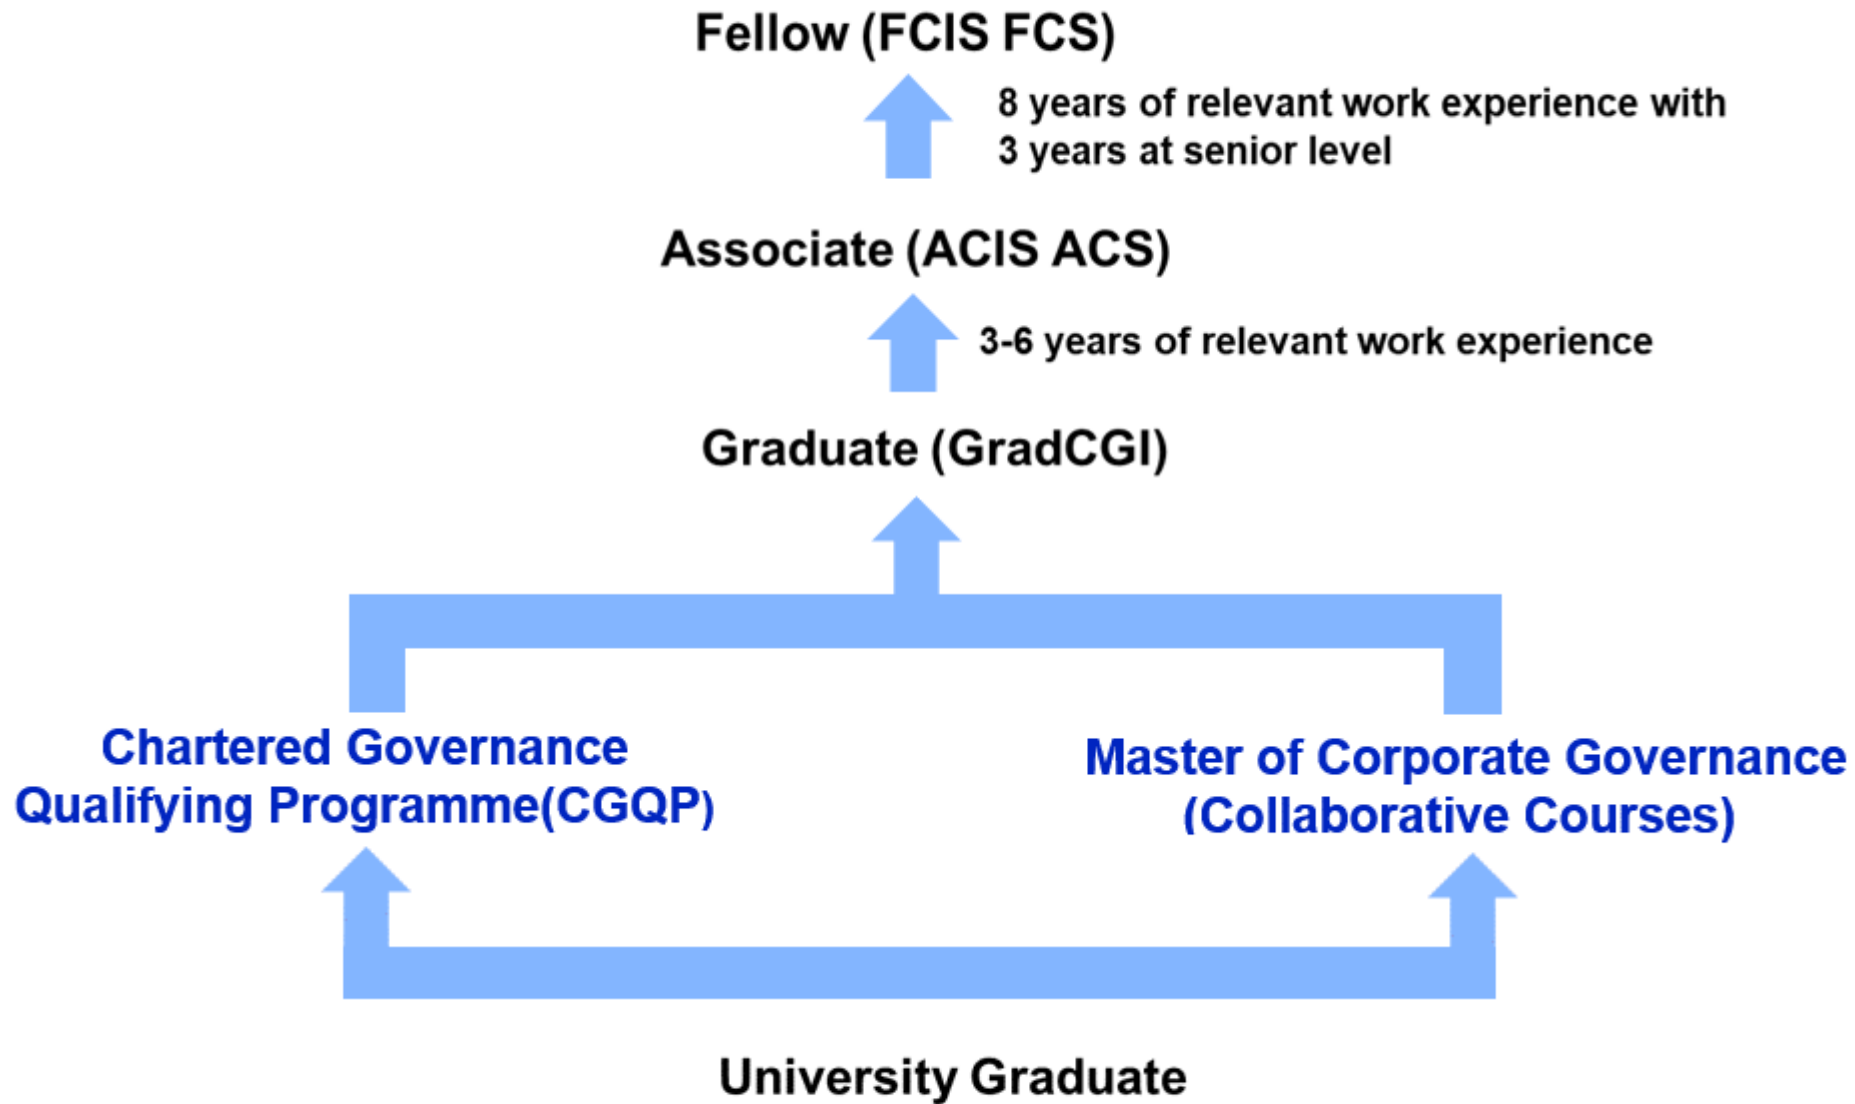 Fellow (FCIS FCS)
8 years of relevant work experience with
3 years at senior level
Associate (ACIS ACS)
3-6 years of relevant work experience
Graduate (GradCGI)
Chartered Governance
Qualifying Programme(CGQP)
Master of Corporate Governance
(Collaborative Courses)
University Graduate